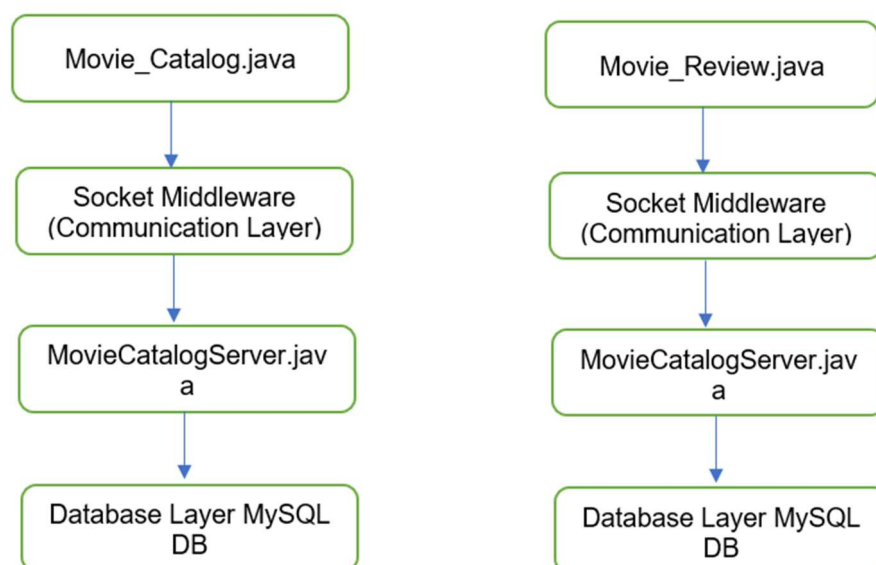 Movie_Catalog.java
Socket Middleware
(Communication Layer)
MovieCatalogServer.jav
a
Database Layer MySQL
DB
Movie_Review.java
Socket Middleware
(Communication Layer)
MovieCatalogServer.jav
a
Database Layer MySQL
DB